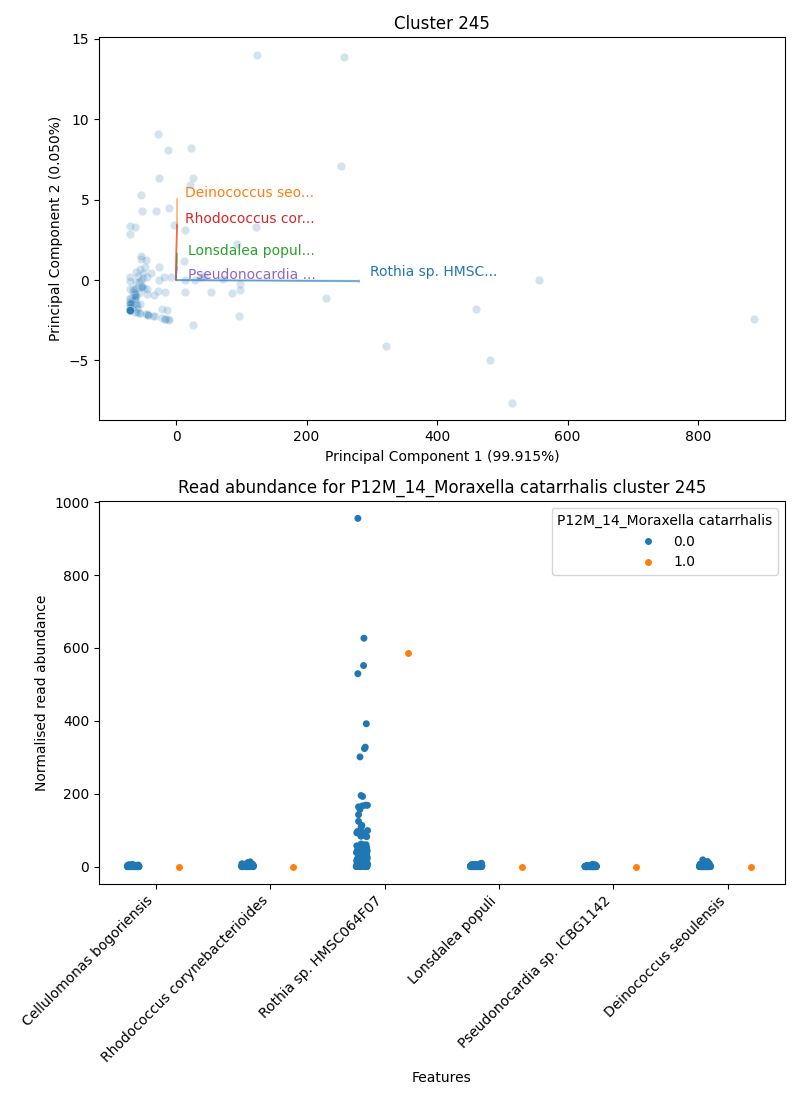 Cluster 245
15
10
5
0
−5
Principal Component 2 (0.050%)
Deinococcus seo...
Rhodococcus cor...
Lonsdalea popul...
Pseudonocardia ...
Rothia sp. HMSC...
0
200
400
600
800
Principal Component 1 (99.915%)
Read abundance for P12M_14_Moraxella catarrhalis cluster 245
1000
800
600
400
200
0
Normalised read abundance
P12M_14_Moraxella catarrhalis
0.0
1.0
Cellulomonas bogoriensis
Rhodococcus corynebacterioides
Rothia sp. HMSC064F07
Lonsdalea populi
Pseudonocardia sp. ICBG1142
Deinococcus seoulensis
Features